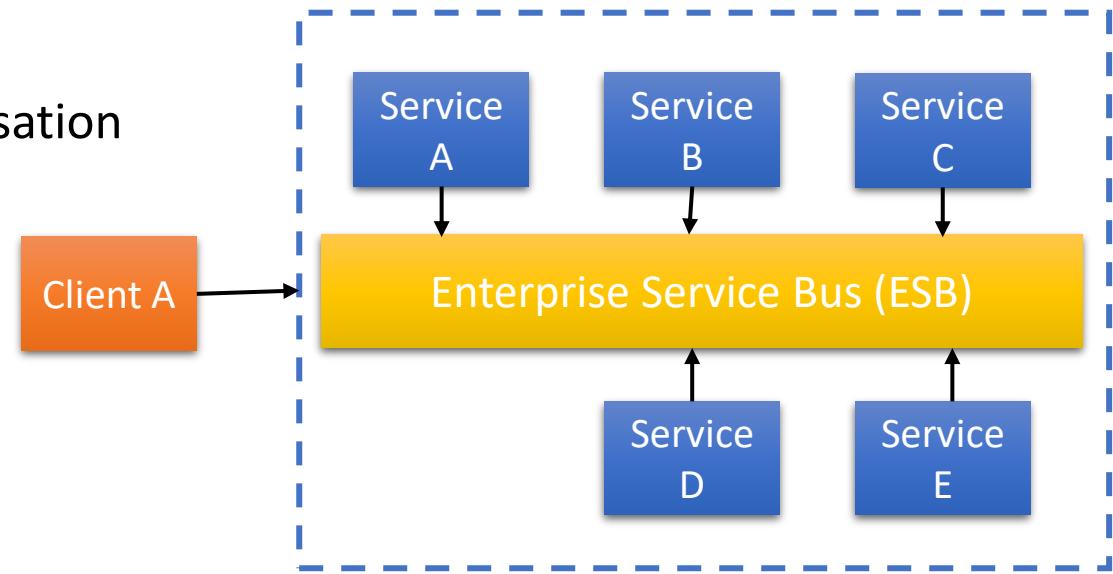 Service
A
Service
B
Service
C
sation
Client A
Enterprise Service Bus (ESB)
Service
D
Service
E